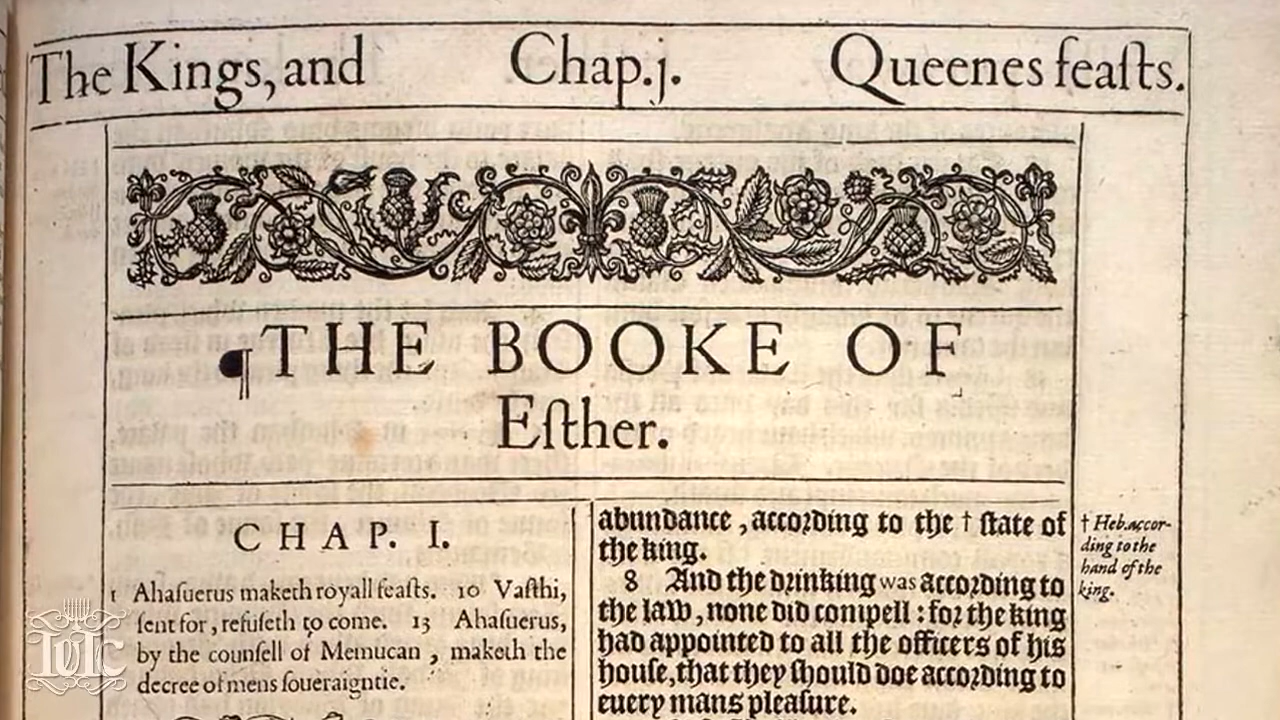 The Kings, and Chap.j. Queenes feaſts.
¶THE BOOKE OF
Eſther.
CHAP. I.
1 Ahaſuerus maketh royall feaſts. 10 Vaſthi,
ſent for, refuſeth to come. 13 Ahaſuerus,
by the counſell of Memucan, maketh the
decree of mens ſoueraigntie.
abundance, according to the † ſtate of
the king.
8 And the drinking was according to
the law, none did compell: for the king
had appointed to all the officers of his
houſe, that they ſhould doe according to
euery mans pleaſure.
† Heb. accor-
ding to the
hand of the
king.